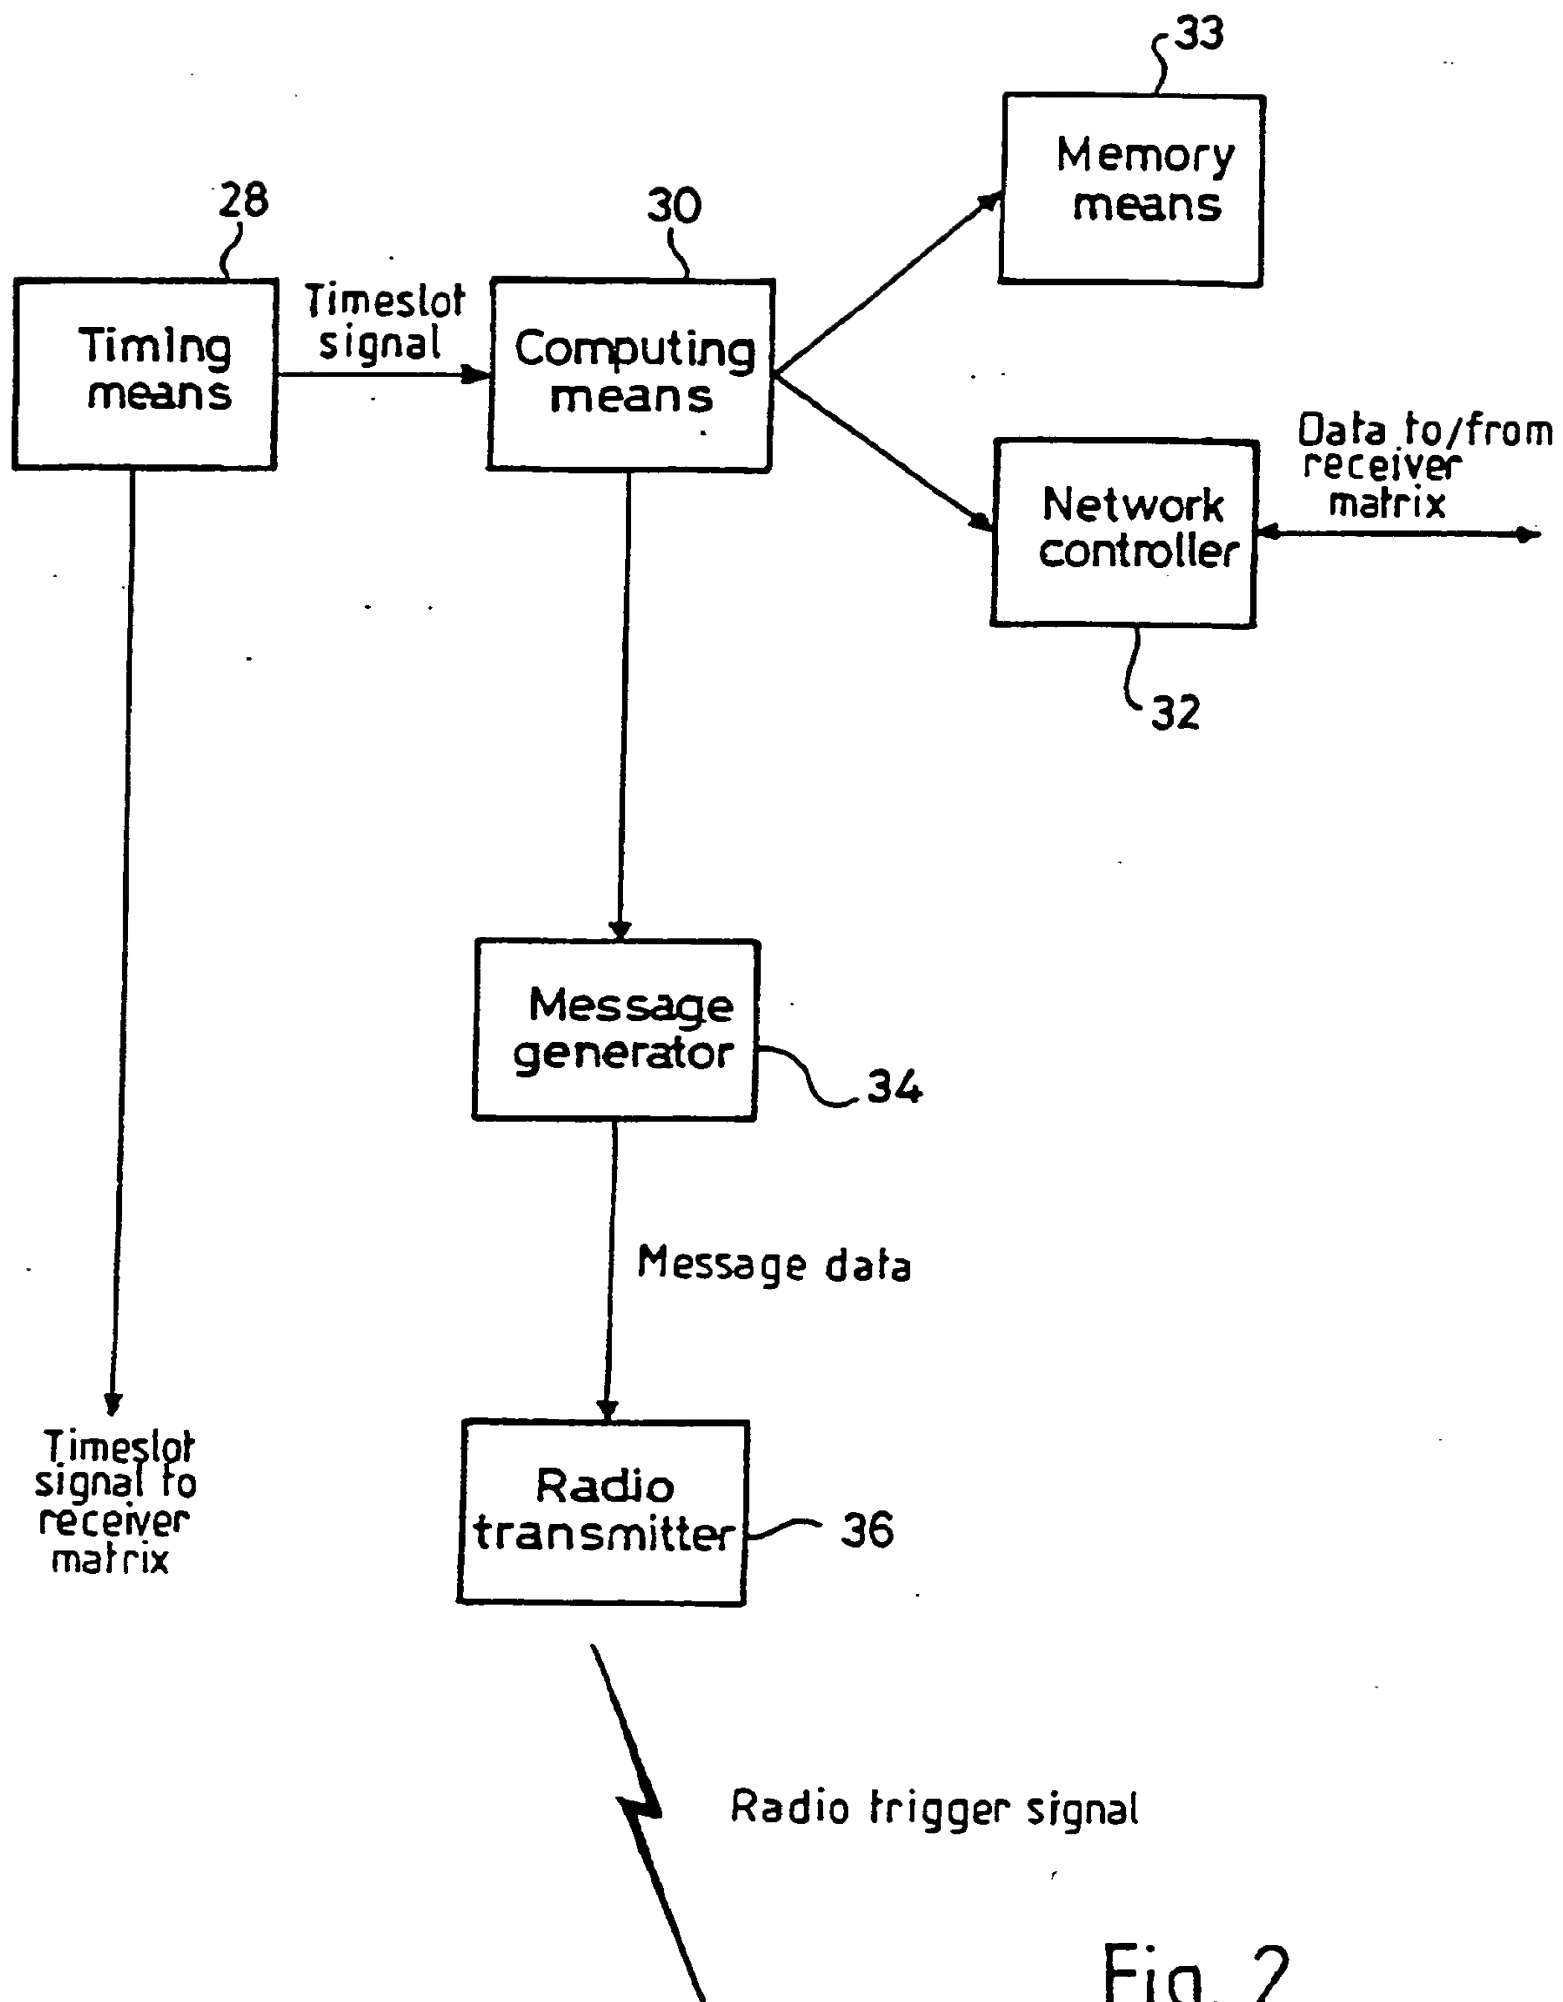 33
Memory
means
28
30
Timing
means
Timeslot
signal
Computing
means
Data to/from
receiver
matrix
Network
controller
32
Message
generator
34
Message data
Radio
transmitter
36
Timeslot
signal to
receiver
matrix
Radio trigger signal
Fig. 2